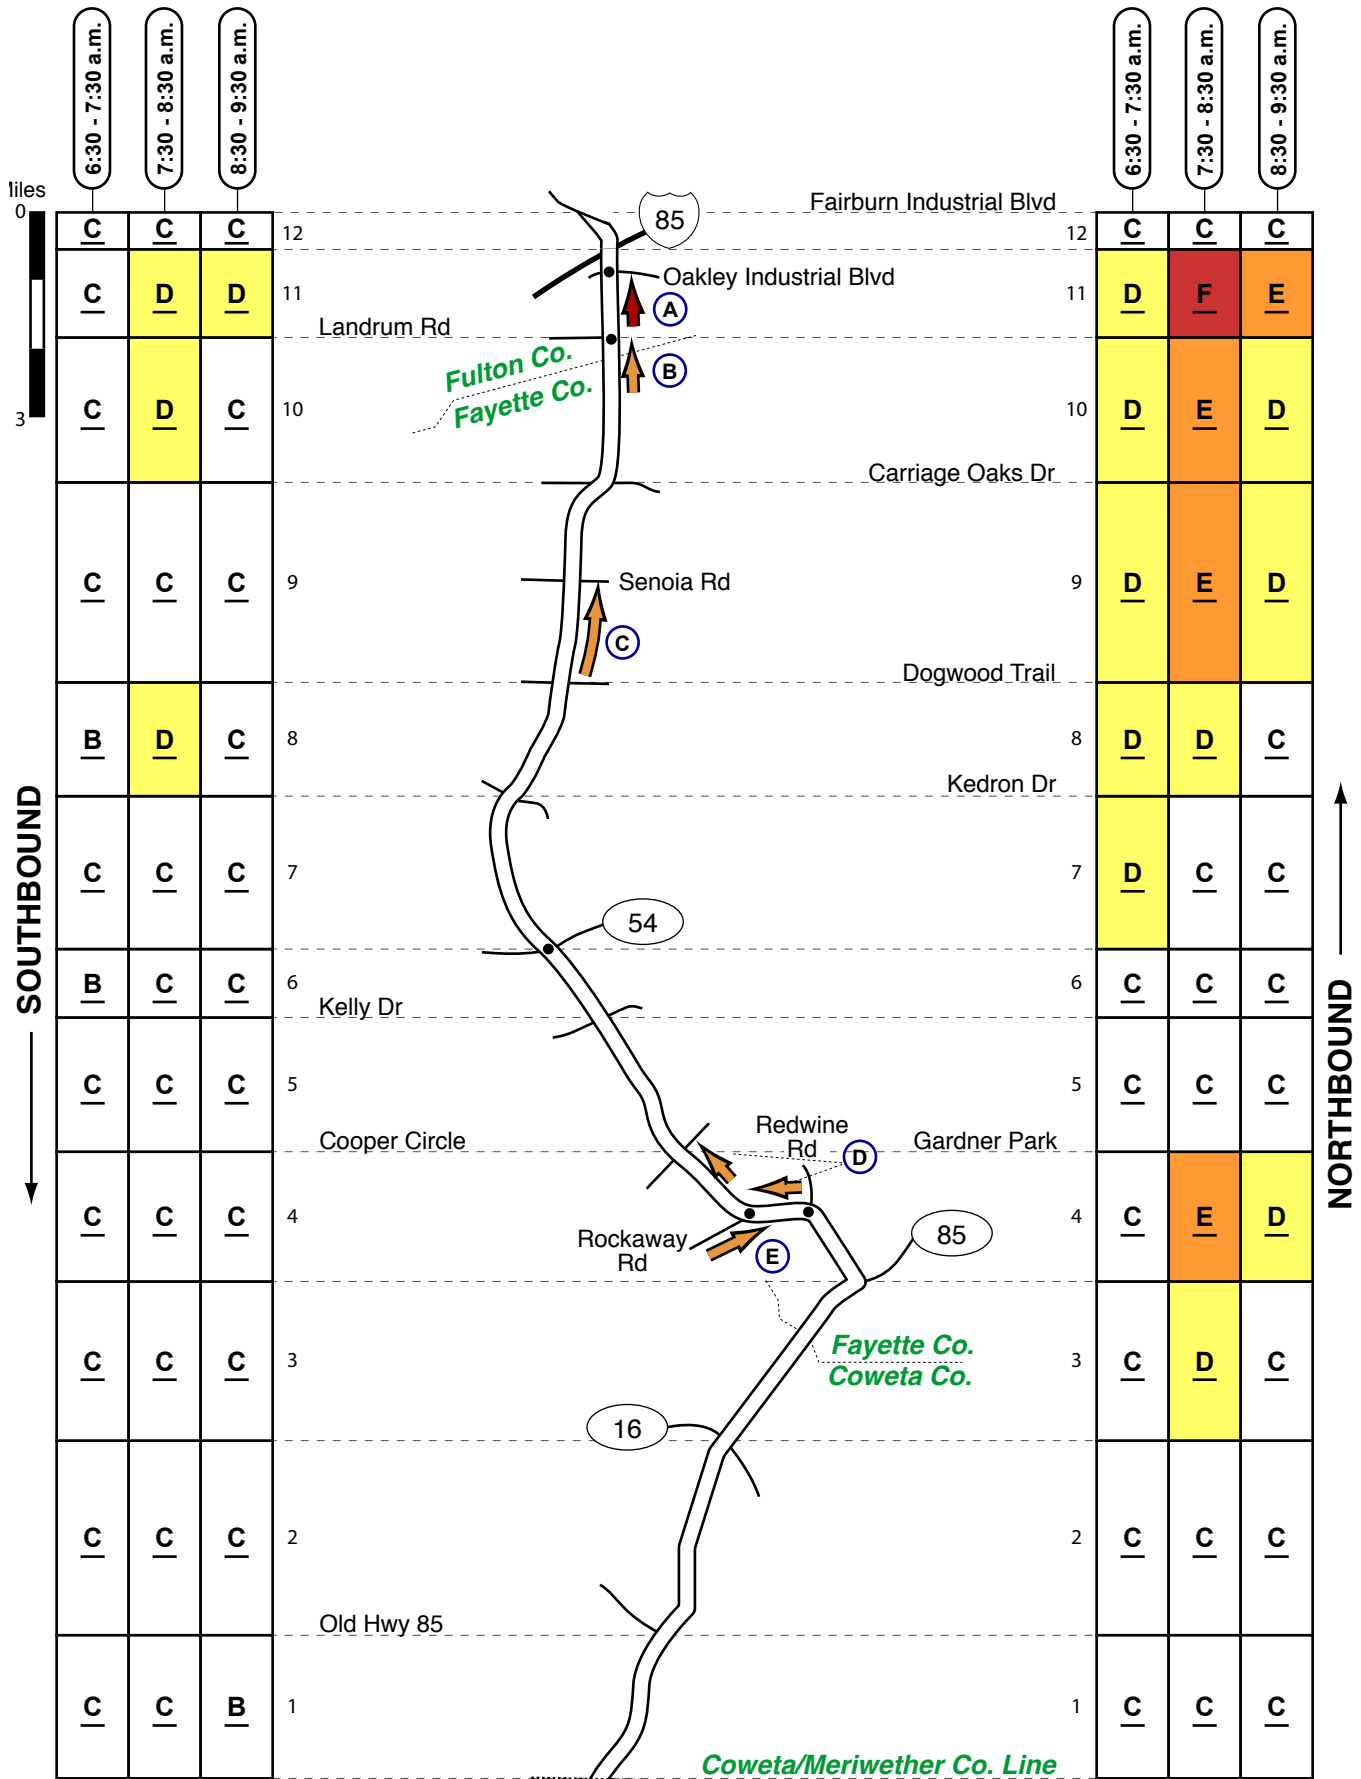 6:30 - 7:30 a.m.
7:30 - 8:30 a.m.
8:30 - 9:30 a.m.
6:30 - 7:30 a.m.
7:30 - 8:30 a.m.
8:30 - 9:30 a.m.
Miles
0
3
Fairburn Industrial Blvd
85
C C C 12 12 C C C
Oakley Industrial Blvd
C D D 11 A 11 D F E
Landrum Rd
Fulton Co.
Fayette Co.
B
C D C 10 10 D E D
Carriage Oaks Dr
C C C 9 Senoia Rd 9 D E D
C
Dogwood Trail
B D C 8 8 D D C
Kedron Dr
C C C 7 7 D C C
54
B C C 6 6 C C C
Kelly Dr
SOUTHBOUND
NORTHBOUND
C C C 5 5 C C C
Cooper Circle
Redwine
Rd
Gardner Park
D
C C C 4 4 C E D
Rockaway
Rd
E
85
Fayette Co.
Coweta Co.
C C C 3 3 C D C
16
C C C 2 2 C C C
Old Hwy 85
C C B 1 1 C C C
Coweta/Meriwether Co. Line